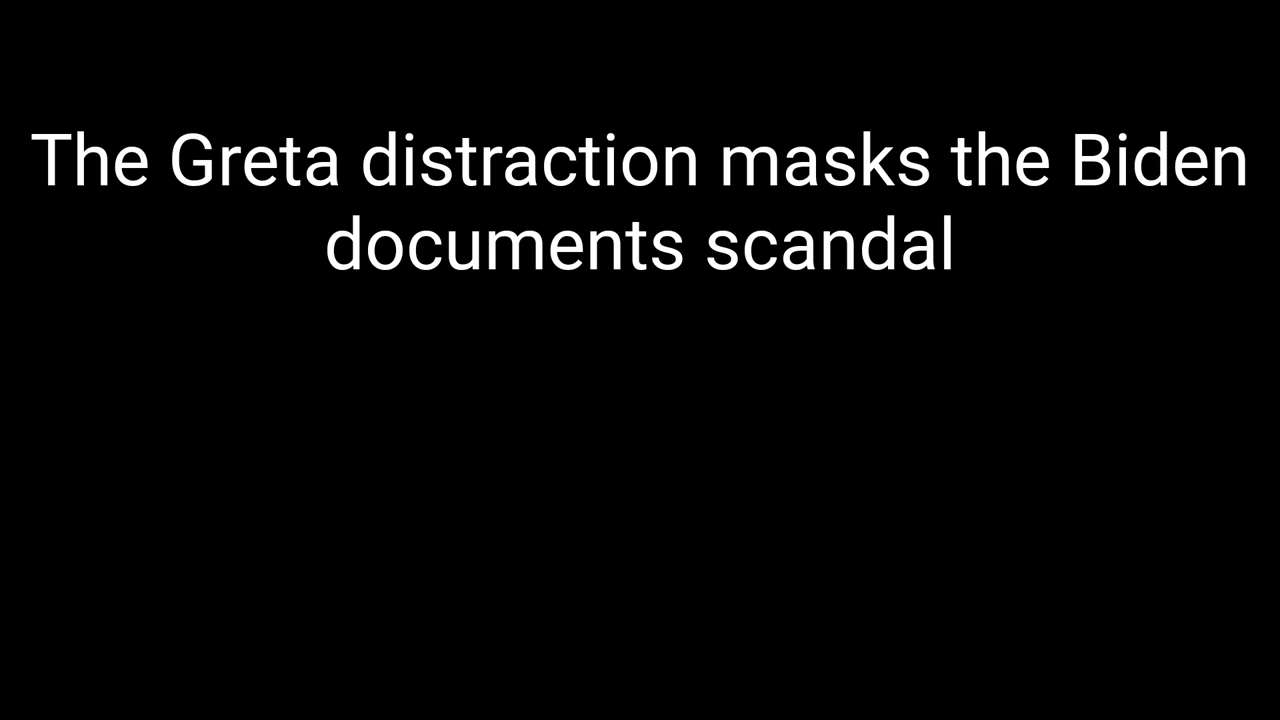 The Greta distraction masks the Biden
documents scandal